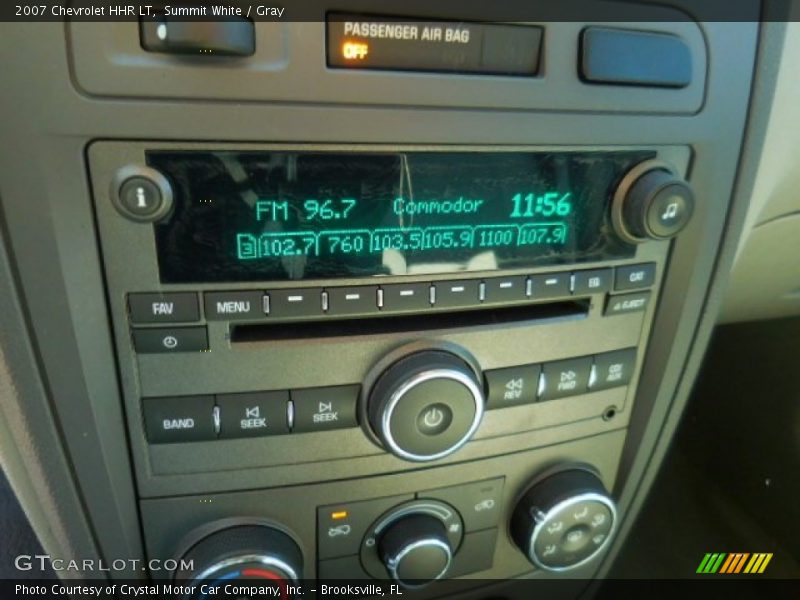 2007 Chevrolet HHR LT, Summit White / Gray
PASSENGER AIR BAG
OFF
FM 96.7 Commodor 11:56
3 102.7 760 103.5 105.9 1100 107.9
i
FAV MENU EQ CAT
EJECT
BAND SEEK SEEK REV FWD CD/AUX
GTCARLOT.COM
Photo Courtesy of Crystal Motor Car Company, Inc. - Brooksville, FL